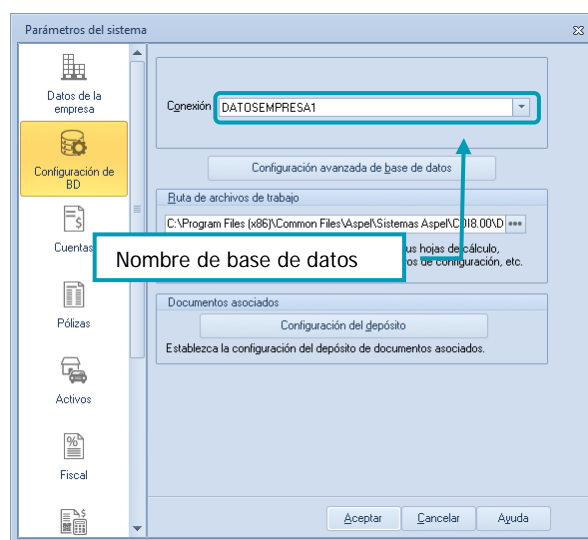 Parámetros del sistema
Datos de la
empresa
Configuración de
BD
Cuentas
Pólizas
Activos
Fiscal
Conexión DATOSEMPRESA1
Configuración avanzada de base de datos
Ruta de archivos de trabajo
C:\Program Files (x86)\Common Files\Aspel\Sistemas Aspel\COI8.00\D
us hojas de cálculo,
os de configuración, etc.
Nombre de base de datos
Documentos asociados
Configuración del depósito
Establezca la configuración del depósito de documentos asociados.
Aceptar Cancelar Ayuda